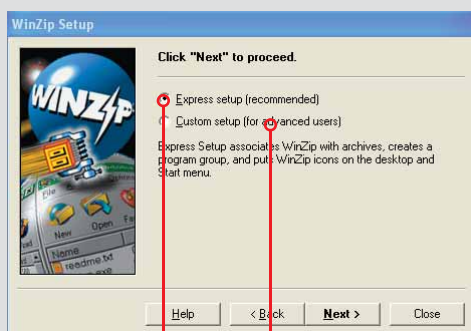 WinZip Setup
Click "Next" to proceed.
WINZIP
Express setup (recommended)
Custom setup (for advanced users)
Express Setup associates WinZip with archives, creates a
program group, and puts WinZip icons on the desktop and
Start menu.
File
New
Open
Name
readme.txt
Help
< Back
Next >
Close